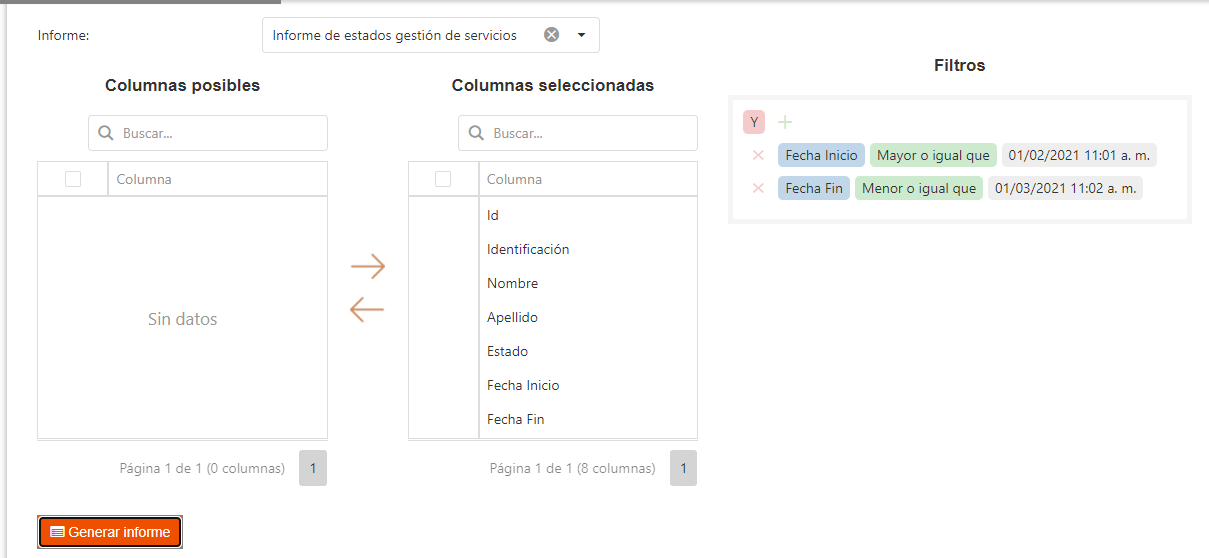 Informe:
Informe de estados gestión de servicios
Columnas posibles
Buscar...
Columna
Sin datos
Página 1 de 1 (0 columnas)
1
Columnas seleccionadas
Buscar...
Columna
Id
Identificación
Nombre
Apellido
Estado
Fecha Inicio
Fecha Fin
Página 1 de 1 (8 columnas)
1
Filtros
Y
Fecha Inicio Mayor o igual que 01/02/2021 11:01 a. m.
Fecha Fin Menor o igual que 01/03/2021 11:02 a. m.
Generar informe